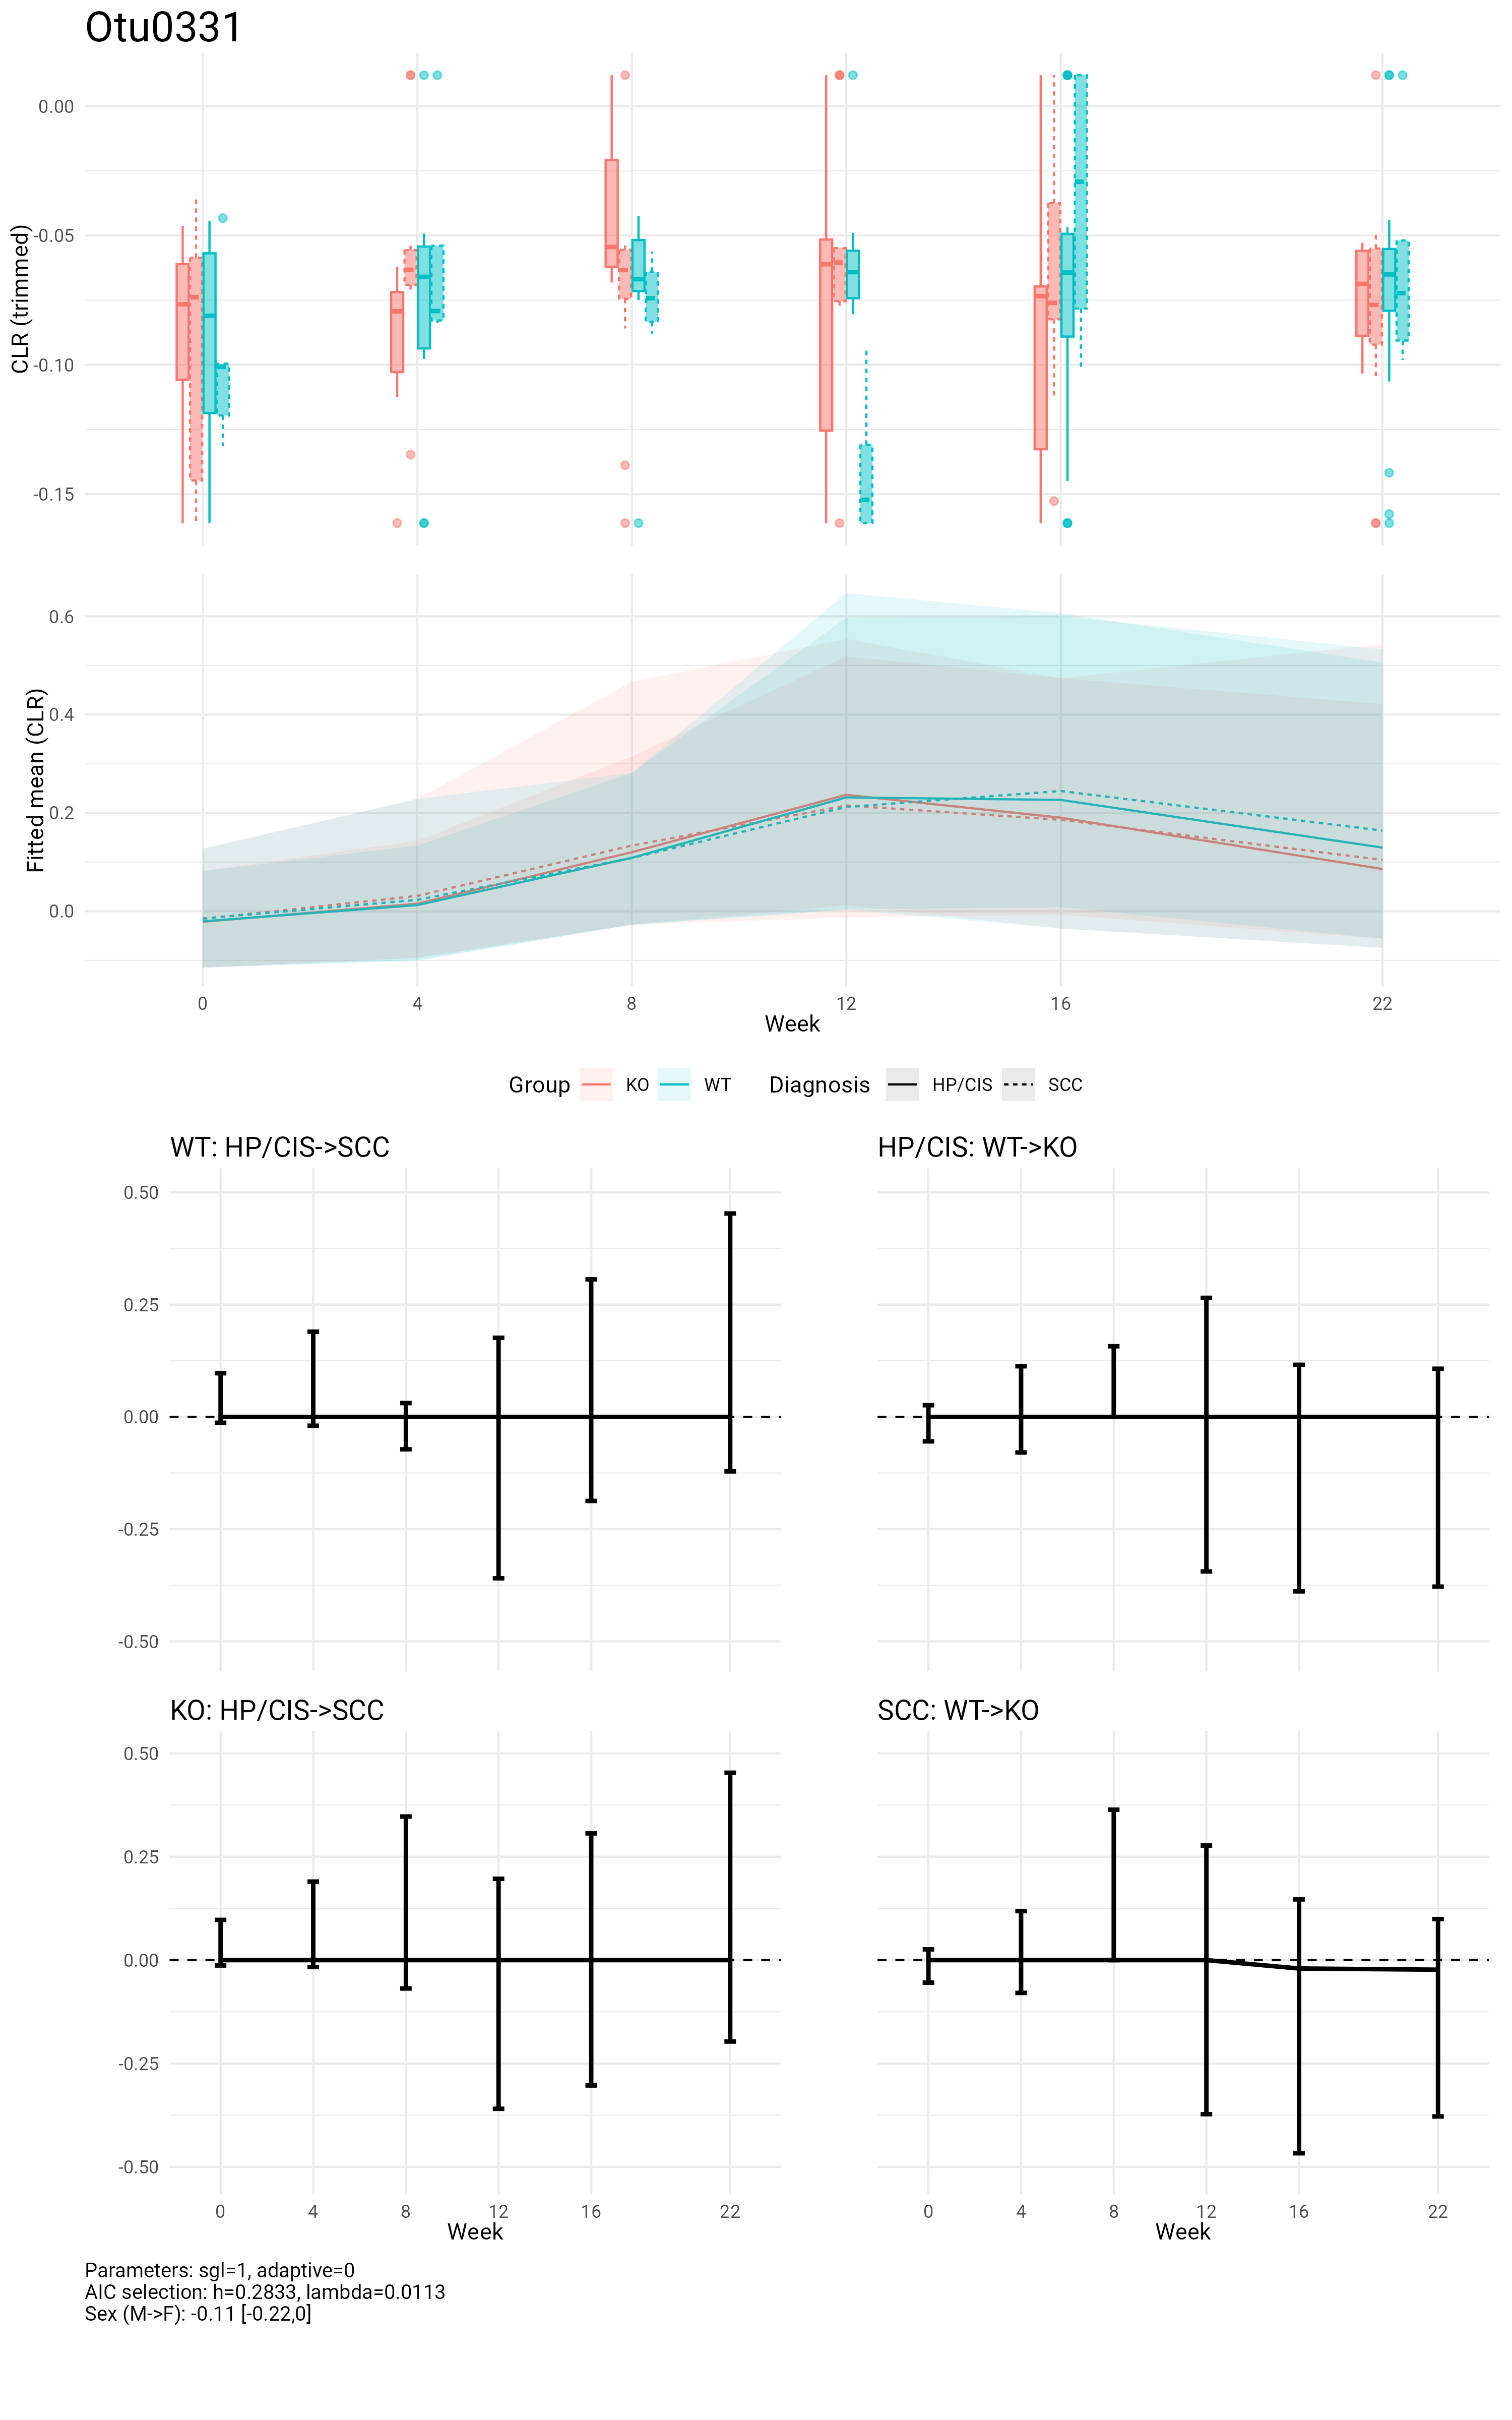 Otu0331
CLR (trimmed)
0.00
-0.05
-0.10
-0.15
Fitted mean (CLR)
0.6
0.4
0.2
0.0
0 4 8 12 16 22
Week
Group KO WT Diagnosis HP/CIS SCC
WT: HP/CIS->SCC
0.50
0.25
0.00
-0.25
-0.50
HP/CIS: WT->KO
KO: HP/CIS->SCC
0.50
0.25
0.00
-0.25
-0.50
0 4 8 12 16 22
Week
SCC: WT->KO
0 4 8 12 16 22
Week
Parameters: sgl=1, adaptive=0
AIC selection: h=0.2833, lambda=0.0113
Sex (M->F): -0.11 [-0.22,0]